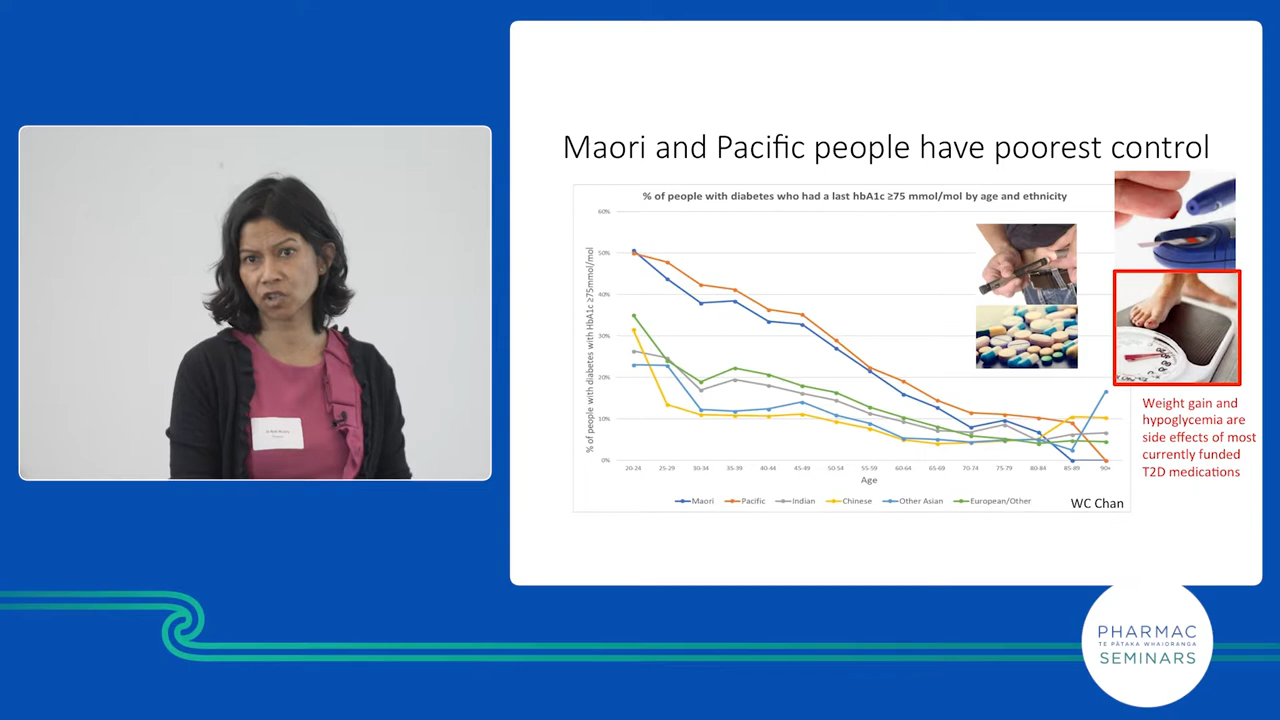 Maori and Pacific people have poorest control
% of people with diabetes who had a last hbA1c ≥75 mmol/mol by age and ethnicity
% of people with diabetes with HbA1c ≥75mmol/mol
60%
50%
40%
30%
20%
10%
0%
20-24 25-29 30-34 35-39 40-44 45-49 50-54 55-59 60-64 65-69 70-74 75-79 80-84 85-89 90+
Age
Maori Pacific Indian Chinese Other Asian European/Other
WC Chan
Weight gain and
hypoglycemia are
side effects of most
currently funded
T2D medications
PHARMAC
TE PĀTAKA WHAIORANGA
SEMINARS